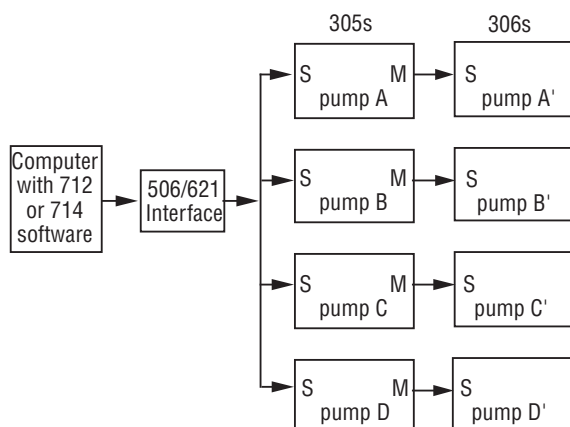 305s 306s
S M S
pump A pump A'
Computer
with 712
or 714
software
506/621
Interface
S M S
pump B pump B'
S M S
pump C pump C'
S M S
pump D pump D'